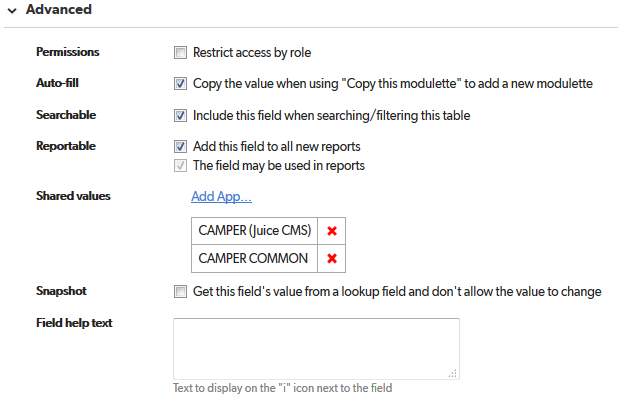 Advanced
Permissions Restrict access by role
Auto-fill Copy the value when using "Copy this modulette" to add a new modulette
Searchable Include this field when searching/filtering this table
Reportable Add this field to all new reports
The field may be used in reports
Shared values Add App...
CAMPER (Juice CMS)
CAMPER COMMON
Snapshot Get this field's value from a lookup field and don't allow the value to change
Field help text
Text to display on the "i" icon next to the field